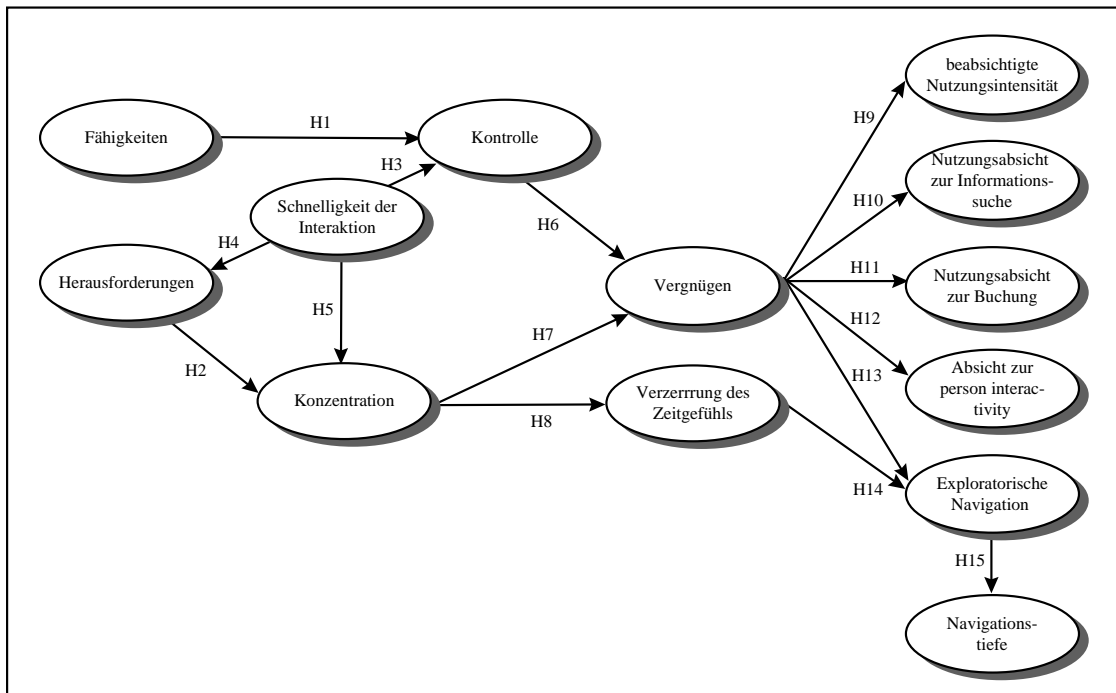 beabsichtigte
Nutzungsintensität
H9
Fähigkeiten
H1
Kontrolle
H3
Nutzungsabsicht
zur Informations-
suche
H10
Schnelligkeit der
Interaktion
H4
H6
Herausforderungen
Vergnügen
H11
Nutzungsabsicht
zur Buchung
H5
H12
H7
H2
H13
Absicht zur
person interac-
tivity
Konzentration
H8
Verzerrrung des
Zeitgefühls
H14
Exploratorische
Navigation
H15
Navigations-
tiefe